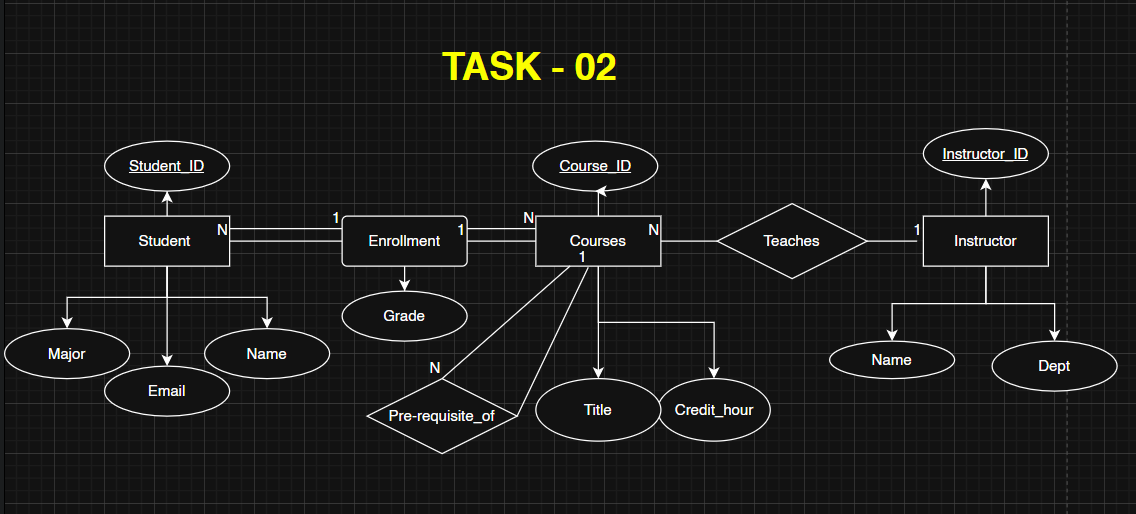 TASK - 02
Student_ID
Course_ID
Instructor_ID
N
Student
1
Enrollment
1
N
Courses
N
1
Teaches
1
Instructor
Grade
Major
Email
Name
N
Pre-requisite_of
Title
Credit_hour
Name
Dept